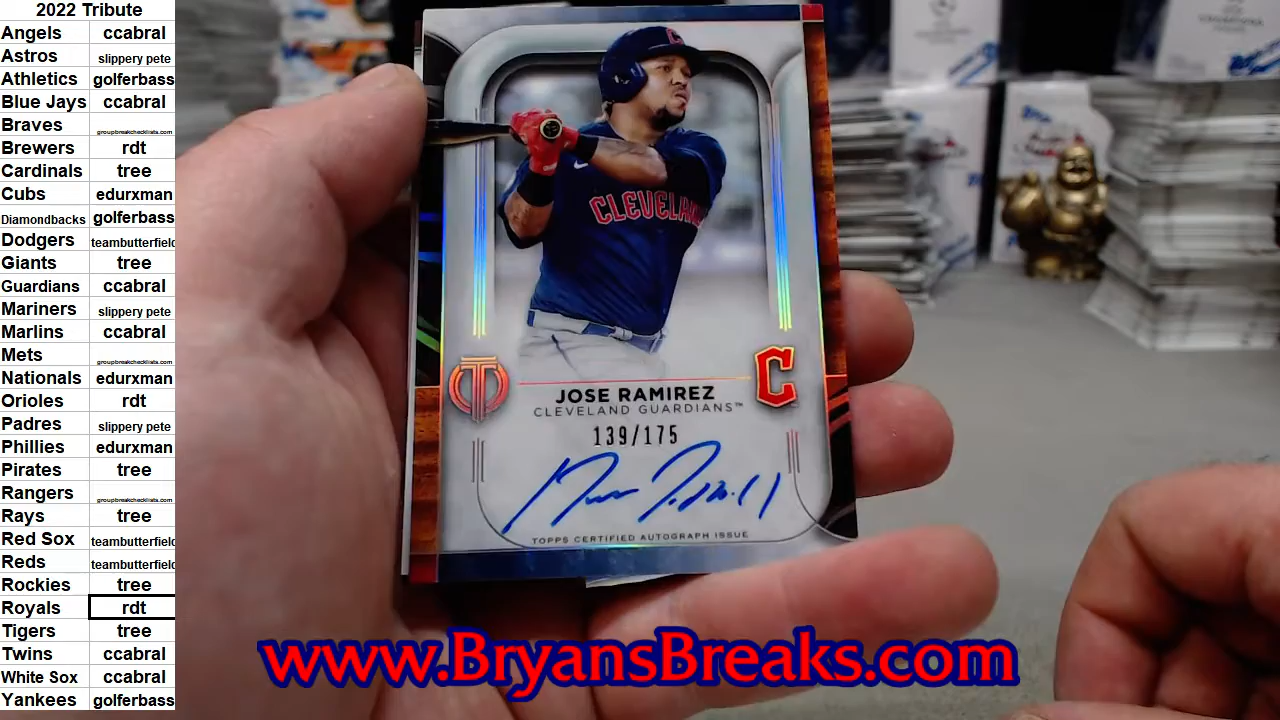 2022 Tribute
Angels ccabral
Astros slippery pete
Athletics golferbass
Blue Jays ccabral
Braves groupbreakchecklists.com
Brewers rdt
Cardinals tree
Cubs edurxman
Diamondbacks golferbass
Dodgers teambutterfield
Giants tree
Guardians ccabral
Mariners slippery pete
Marlins ccabral
Mets groupbreakchecklists.com
Nationals edurxman
Orioles rdt
Padres slippery pete
Phillies edurxman
Pirates tree
Rangers groupbreakchecklists.com
Rays tree
Red Sox teambutterfield
Reds teambutterfield
Rockies tree
Royals rdt
Tigers tree
Twins ccabral
White Sox ccabral
Yankees golferbass
C
CLEVELAN
T
C
JOSE RAMIREZ
CLEVELAND GUARDIANS™
139/175
TOPPS CERTIFIED AUTOGRAPH ISSUE
www.BryansBreaks.com